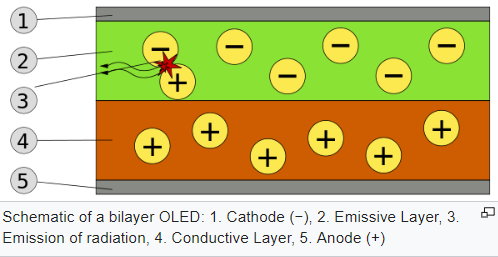 1
2
3
4
5
− − − −
− −
+
+ + + + + +
Schematic of a bilayer OLED: 1. Cathode (−), 2. Emissive Layer, 3.
Emission of radiation, 4. Conductive Layer, 5. Anode (+)